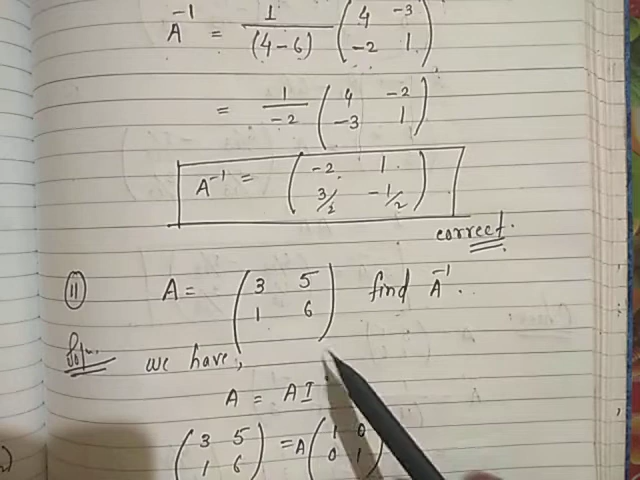 A⁻¹ = 1/(4-6) (4 -3
-2 1)
= 1/-2 (4 -2
-3 1)
A⁻¹ = (-2 1
3/2 -1/2)
correct.
(11) A = (3 5
1 6) find A⁻¹.
Solⁿ. we have,
A = AI
(3 5
1 6) = A (1 0
0 1)